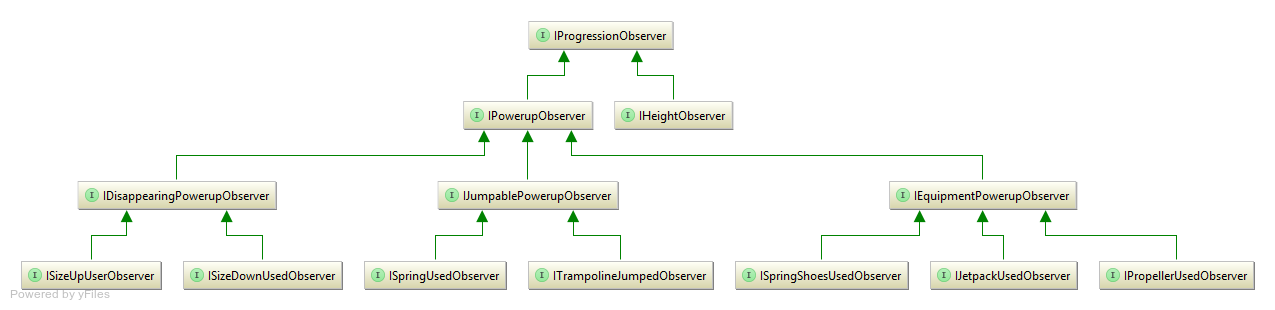 I IProgressionObserver
I IPowerupObserver
I IHeightObserver
I IDisappearingPowerupObserver
I IJumpablePowerupObserver
I IEquipmentPowerupObserver
I ISizeUpUserObserver
I ISizeDownUsedObserver
I ISpringUsedObserver
I ITrampolineJumpedObserver
I ISpringShoesUsedObserver
I IJetpackUsedObserver
I IPropellerUsedObserver
Powered by yFiles